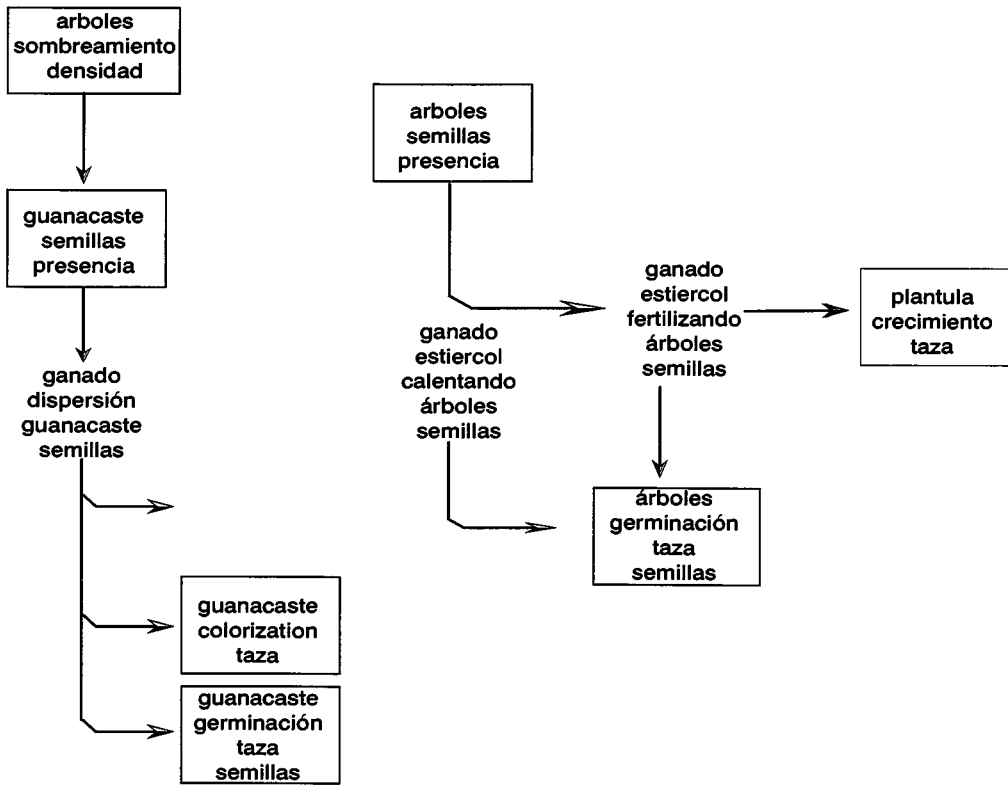 arboles
sombreamiento
densidad
guanacaste
semillas
presencia
ganado
dispersión
guanacaste
semillas
guanacaste
colorization
taza
guanacaste
germinación
taza
semillas
arboles
semillas
presencia
ganado
estiercol
calentando
árboles
semillas
ganado
estiercol
fertilizando
árboles
semillas
plantula
crecimiento
taza
árboles
germinación
taza
semillas